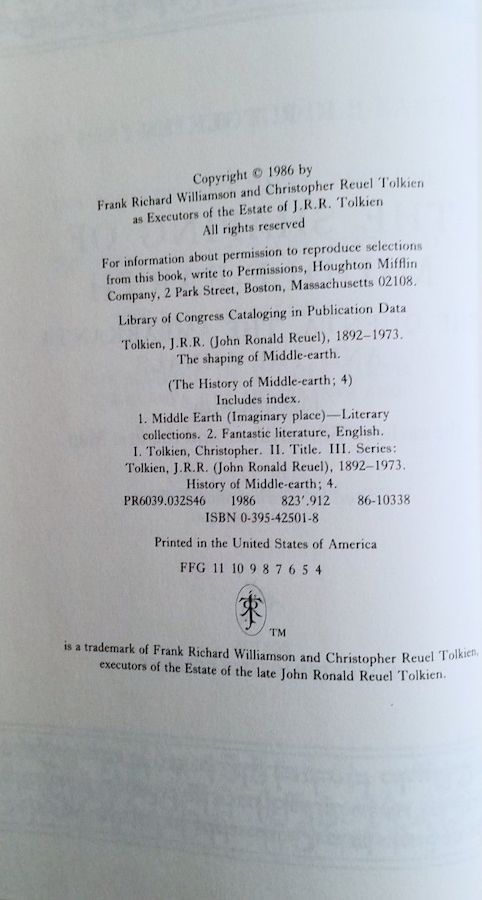 Copyright © 1986 by
Frank Richard Williamson and Christopher Reuel Tolkien
as Executors of the Estate of J.R.R. Tolkien
All rights reserved
For information about permission to reproduce selections
from this book, write to Permissions, Houghton Mifflin
Company, 2 Park Street, Boston, Massachusetts 02108.
Library of Congress Cataloging in Publication Data
Tolkien, J.R.R. (John Ronald Reuel), 1892–1973.
The shaping of Middle-earth.
(The History of Middle-earth; 4)
Includes index.
1. Middle Earth (Imaginary place)—Literary
collections. 2. Fantastic literature, English.
I. Tolkien, Christopher. II. Title. III. Series:
Tolkien, J.R.R. (John Ronald Reuel), 1892–1973.
History of Middle-earth; 4.
PR6039.032S46 1986 823'.912 86-10338
ISBN 0-395-42501-8
Printed in the United States of America
FFG 11 10 9 8 7 6 5 4
TM
is a trademark of Frank Richard Williamson and Christopher Reuel Tolkien,
executors of the Estate of the late John Ronald Reuel Tolkien.